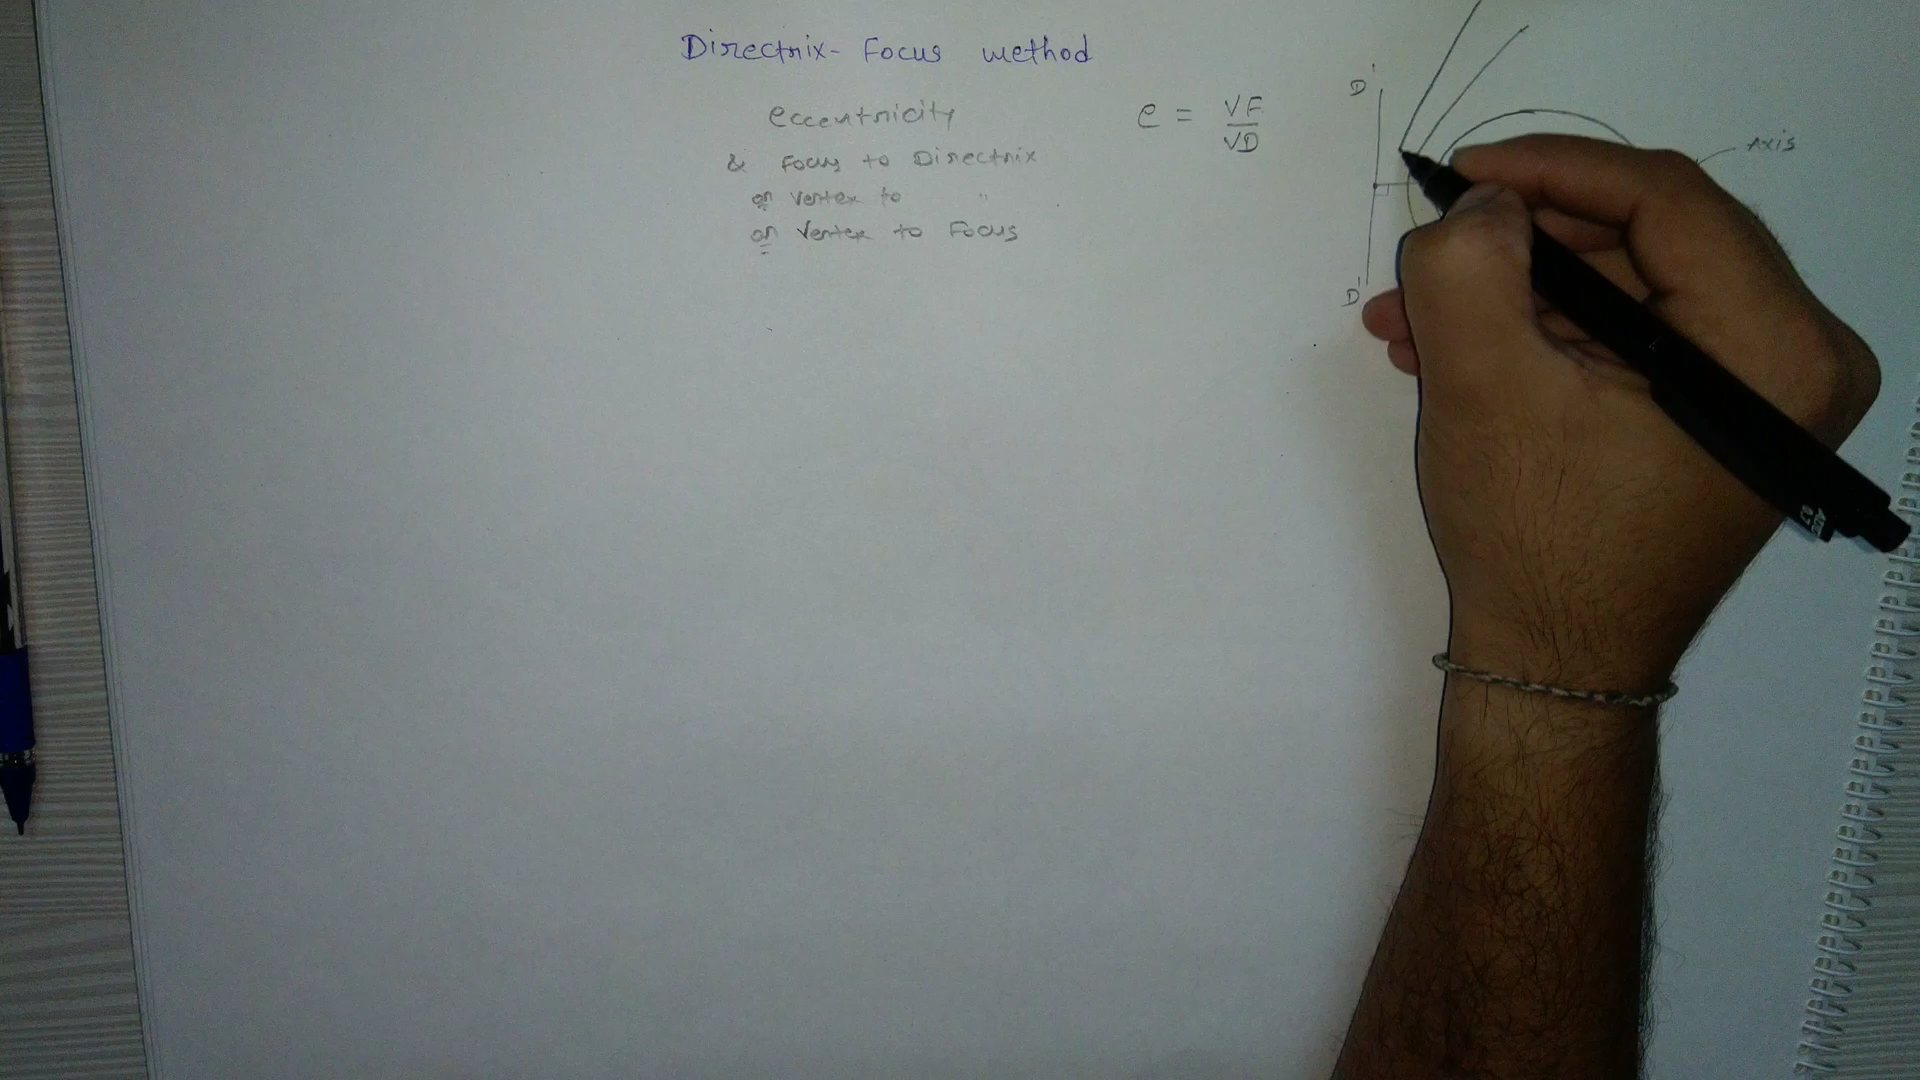 Directrix- Focus method
eccentricity
e = VF
VD
& Focus to Directrix
or vertex to "
or Vertex to Focus
D'
Axis
D'